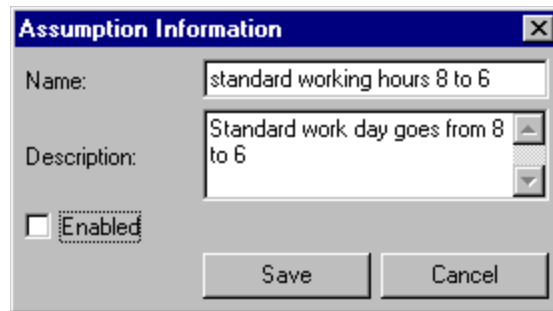 Assumption Information
Name:
standard working hours 8 to 6
Description:
Standard work day goes from 8
to 6
Enabled
Save
Cancel